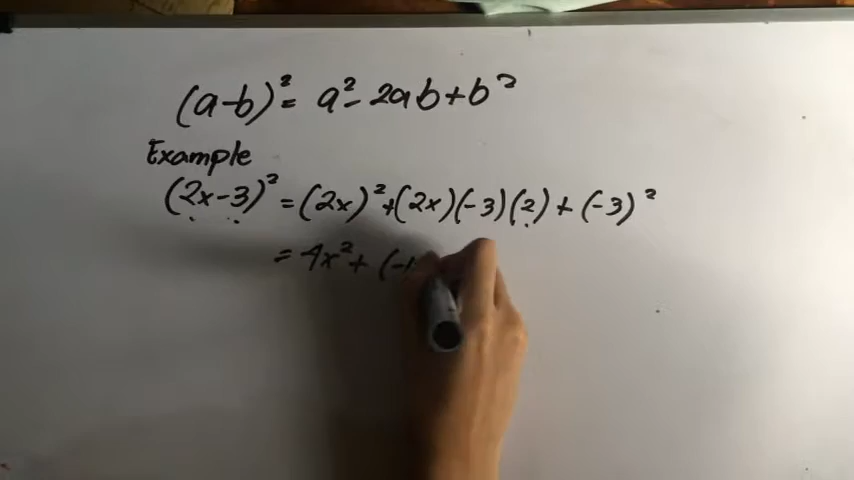 (a-b)² = a² - 2ab + b²
Example
(2x-3)² = (2x)² + (2x)(-3)(2) + (-3)²
= 4x² + (-